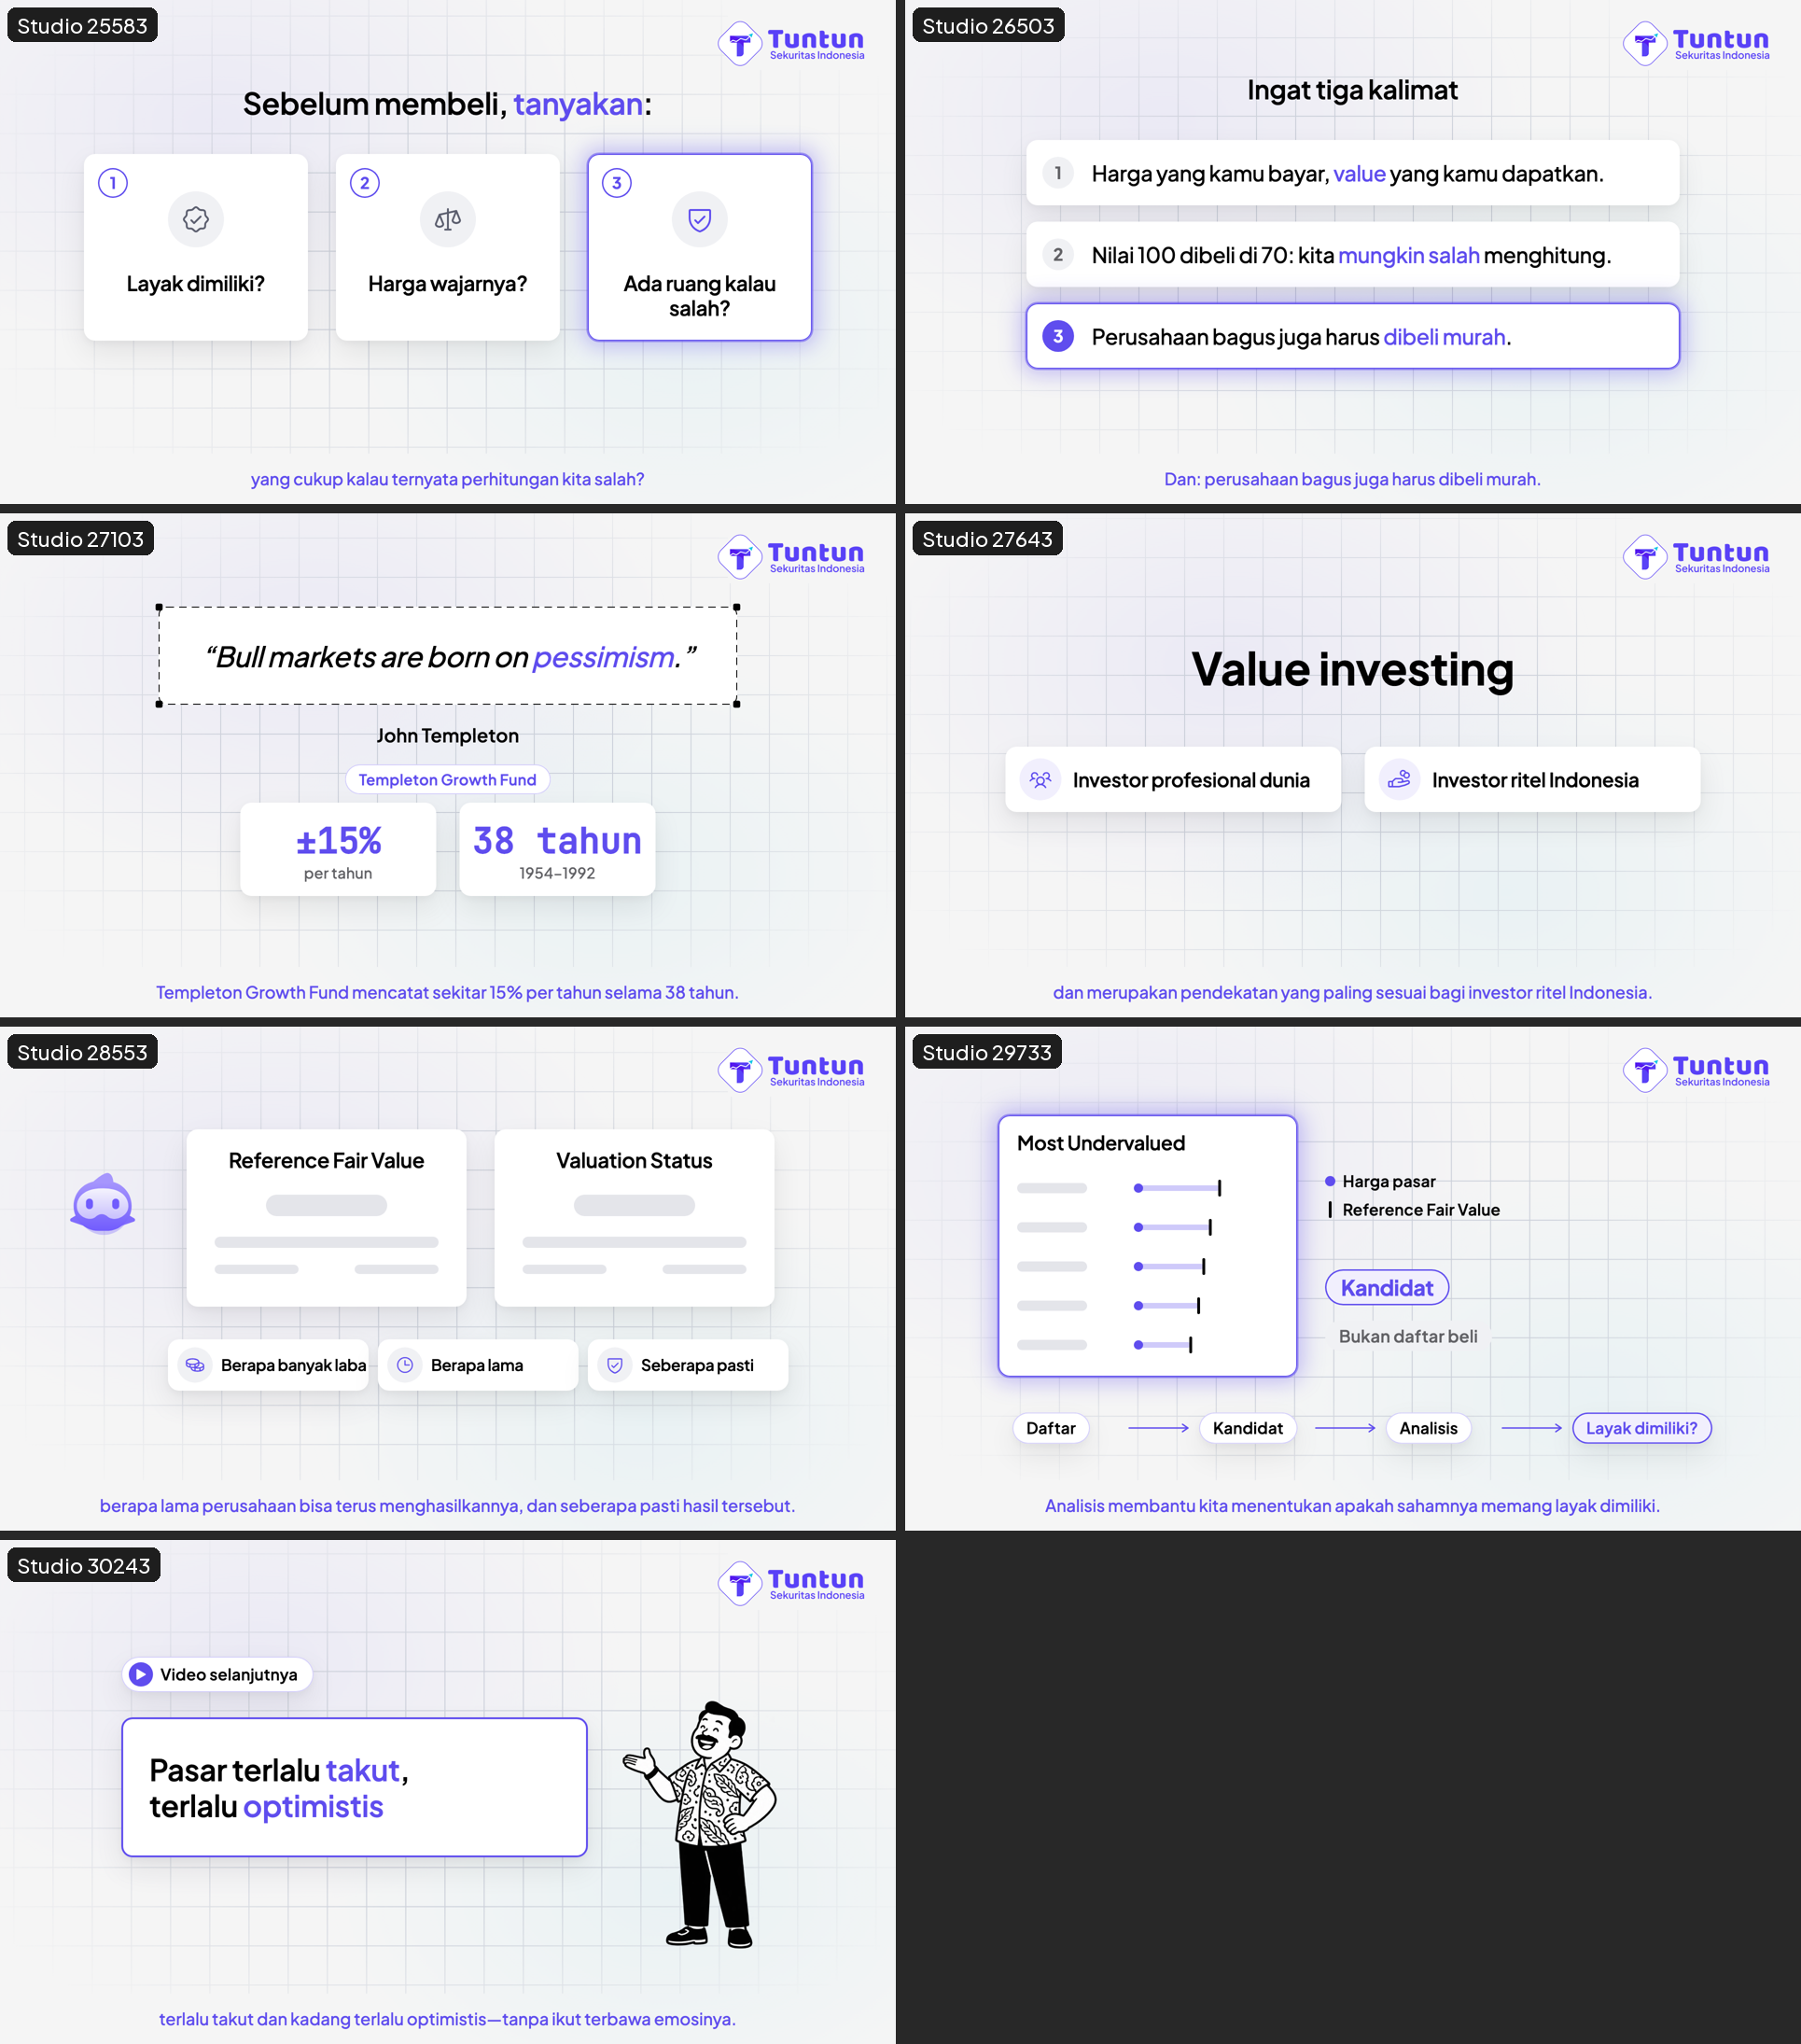 Studio 25583
Tuntun
Sekuritas Indonesia
Sebelum membeli, tanyakan:
1
Layak dimiliki?
2
Harga wajarnya?
3
Ada ruang kalau
salah?
yang cukup kalau ternyata perhitungan kita salah?
Studio 26503
Tuntun
Sekuritas Indonesia
Ingat tiga kalimat
1 Harga yang kamu bayar, value yang kamu dapatkan.
2 Nilai 100 dibeli di 70: kita mungkin salah menghitung.
3 Perusahaan bagus juga harus dibeli murah.
Dan: perusahaan bagus juga harus dibeli murah.
Studio 27103
Tuntun
Sekuritas Indonesia
“Bull markets are born on pessimism.”
John Templeton
Templeton Growth Fund
±15%
per tahun
38 tahun
1954–1992
Templeton Growth Fund mencatat sekitar 15% per tahun selama 38 tahun.
Studio 27643
Tuntun
Sekuritas Indonesia
Value investing
Investor profesional dunia
Investor ritel Indonesia
dan merupakan pendekatan yang paling sesuai bagi investor ritel Indonesia.
Studio 28553
Tuntun
Sekuritas Indonesia
Reference Fair Value
Valuation Status
Berapa banyak laba
Berapa lama
Seberapa pasti
berapa lama perusahaan bisa terus menghasilkannya, dan seberapa pasti hasil tersebut.
Studio 29733
Tuntun
Sekuritas Indonesia
Most Undervalued
Harga pasar
Reference Fair Value
Kandidat
Bukan daftar beli
Daftar
Kandidat
Analisis
Layak dimiliki?
Analisis membantu kita menentukan apakah sahamnya memang layak dimiliki.
Studio 30243
Tuntun
Sekuritas Indonesia
Video selanjutnya
Pasar terlalu takut,
terlalu optimistis
terlalu takut dan kadang terlalu optimistis—tanpa ikut terbawa emosinya.